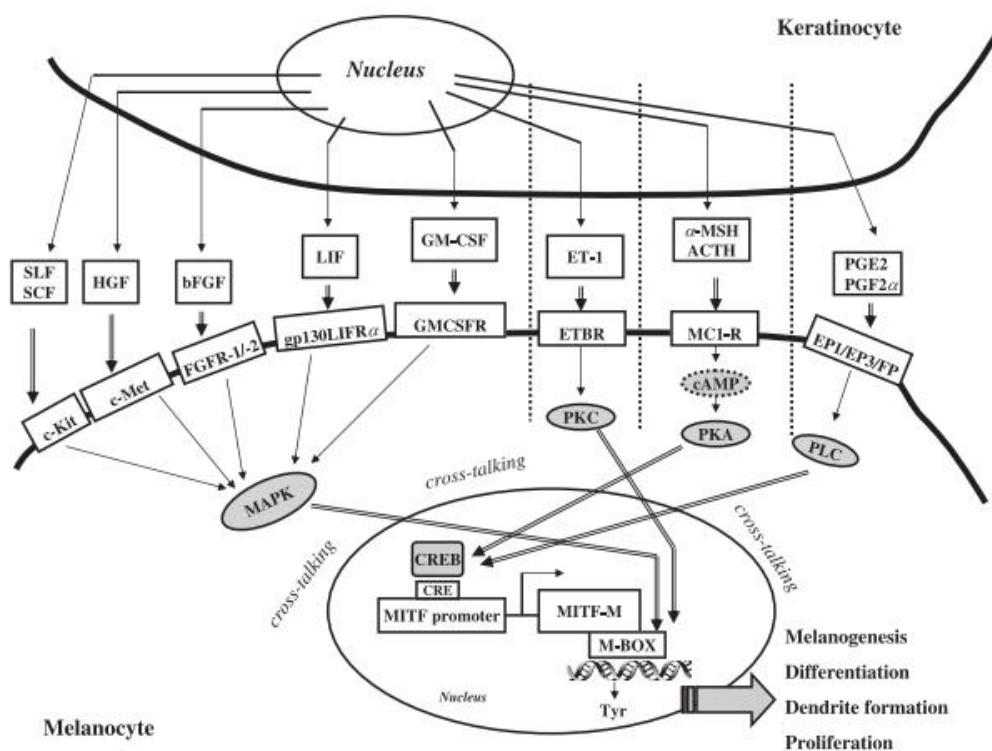 Keratinocyte
Nucleus
SLF
SCF
HGF
bFGF
LIF
GM-CSF
ET-1
α-MSH
ACTH
PGE2
PGF2α
c-Kit
c-Met
FGFR-1/-2
gp130LIFRα
GMCSFR
ETBR
MC1-R
EP1/EP3/FP
cAMP
PKC
PKA
PLC
MAPK
cross-talking
cross-talking
cross-talking
CREB
CRE
MITF promoter
MITF-M
M-BOX
Tyr
Nucleus
Melanogenesis
Differentiation
Dendrite formation
Proliferation
Melanocyte